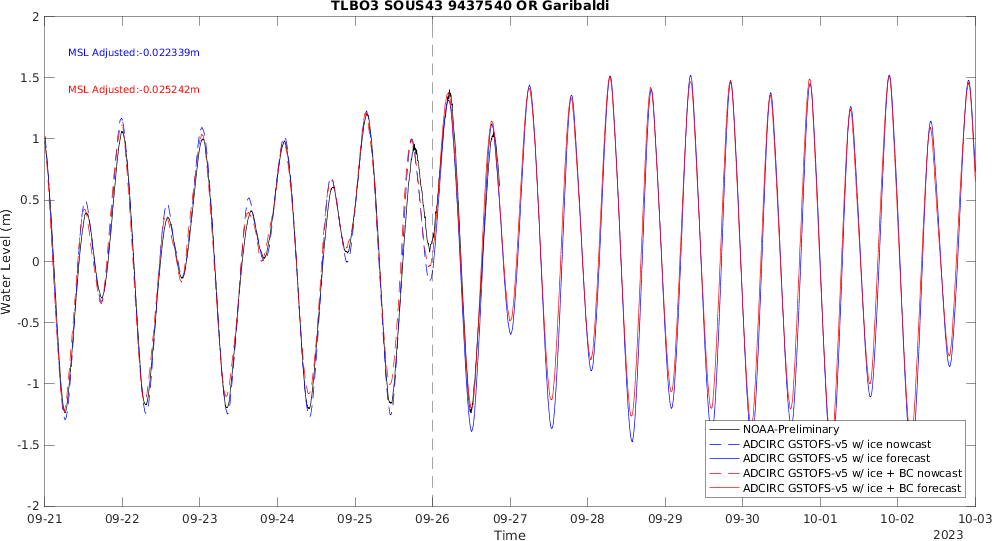 TLBO3 SOUS43 9437540 OR Garibaldi
2
1.5
1
0.5
0
-0.5
-1
-1.5
-2
Water Level (m)
MSL Adjusted:-0.022339m
MSL Adjusted:-0.025242m
NOAA-Preliminary
ADCIRC GSTOFS-v5 w/ ice nowcast
ADCIRC GSTOFS-v5 w/ ice forecast
ADCIRC GSTOFS-v5 w/ ice + BC nowcast
ADCIRC GSTOFS-v5 w/ ice + BC forecast
09-21 09-22 09-23 09-24 09-25 09-26 09-27 09-28 09-29 09-30 10-01 10-02 10-03
Time
2023